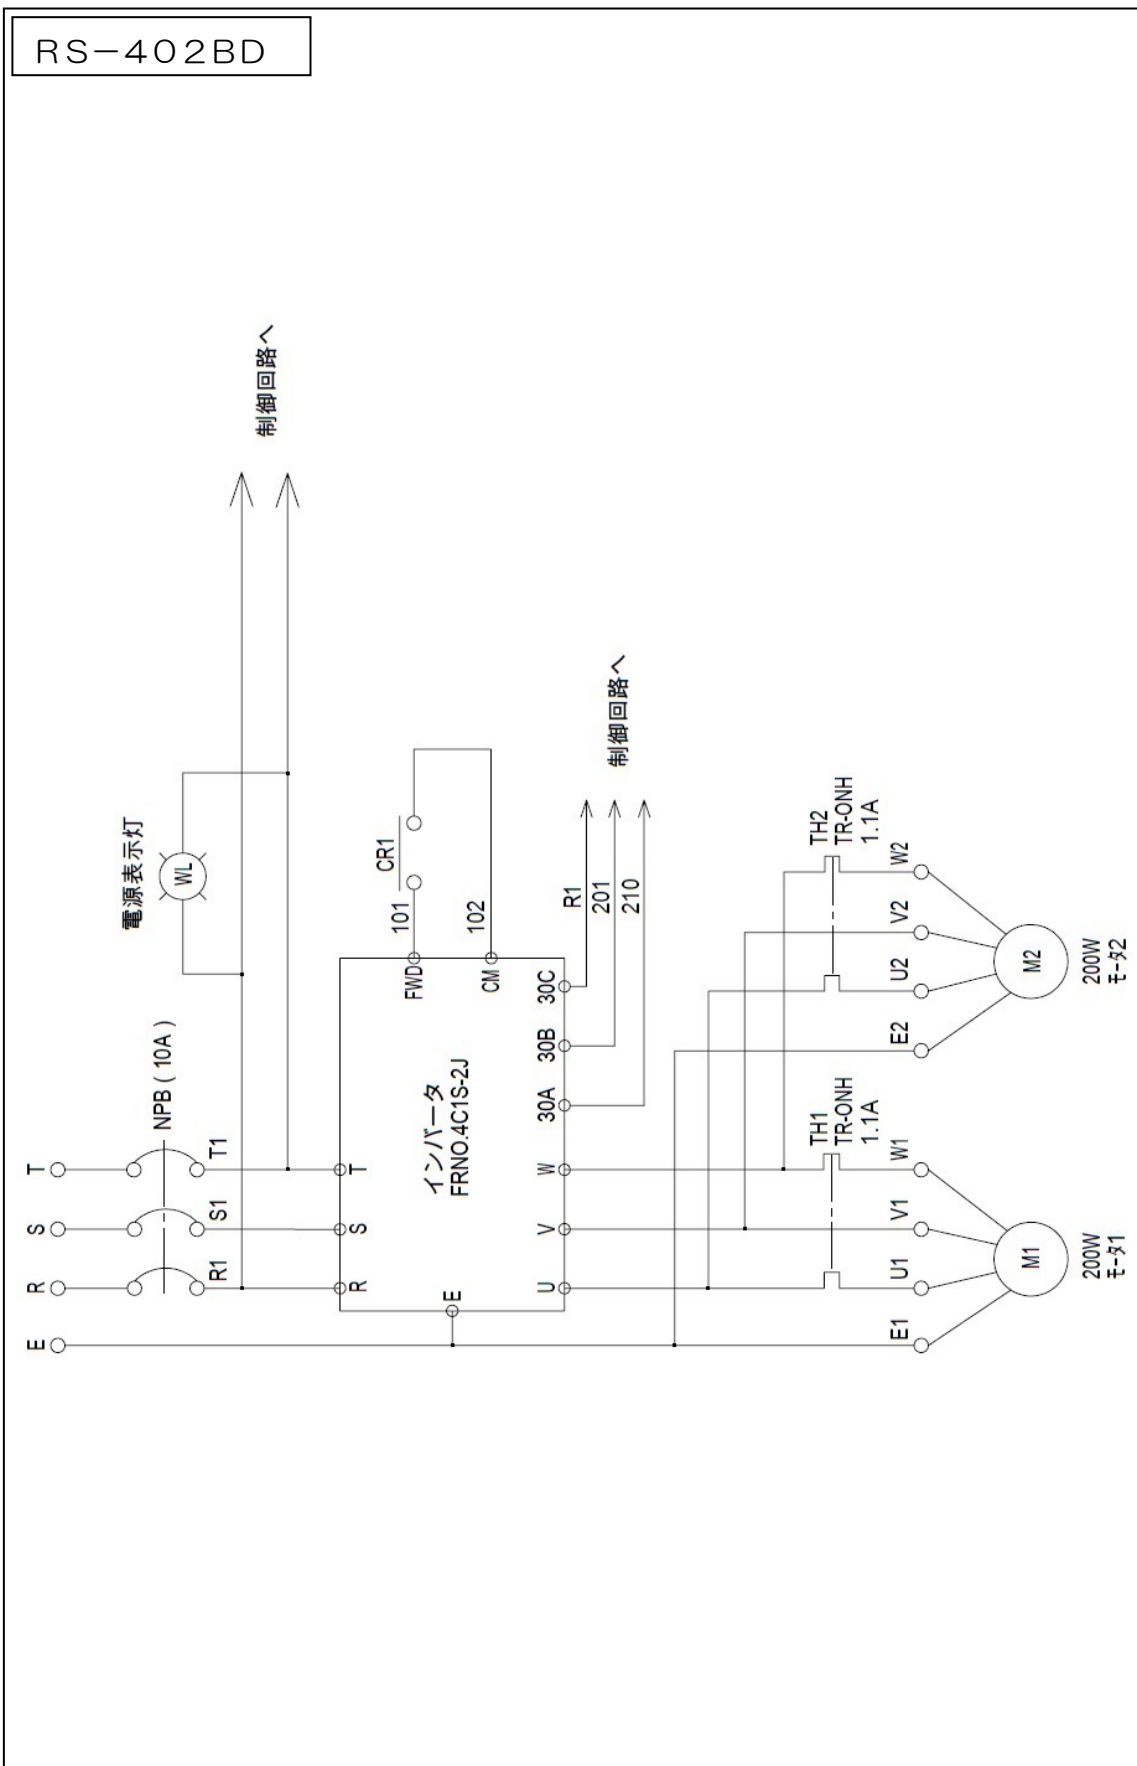 RS-402BD
E
R
S
T
NPB ( 10A )
R1
S1
T1
電源表示灯
WL
制御回路へ
R
S
T
E
インバータ
FRNO.4C1S-2J
FWD
CM
101
102
CR1
U
V
W
30A
30B
30C
R1
201
210
制御回路へ
TH1
TR-ONH
1.1A
TH2
TR-ONH
1.1A
E1
U1
V1
W1
E2
U2
V2
W2
M1
M2
200W
モータ1
200W
モータ2